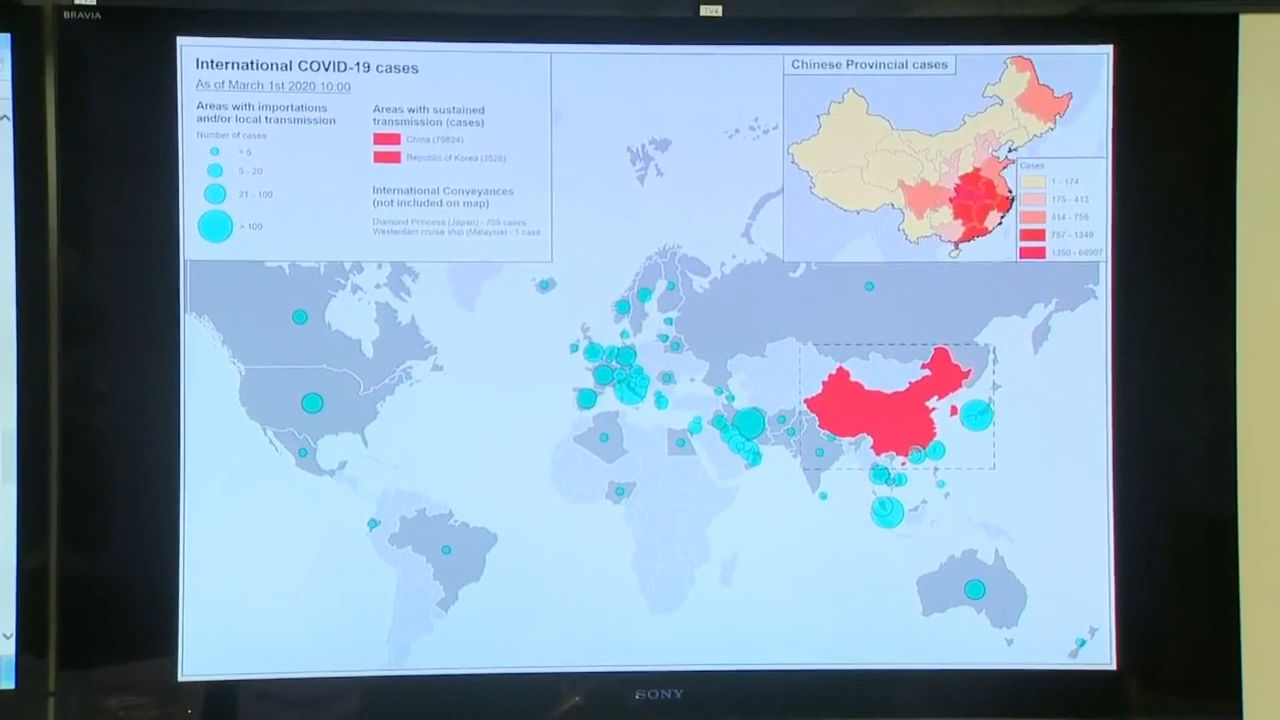 BRAVIA
TV4
International COVID-19 cases
As of March 1st 2020 10:00
Areas with importations
and/or local transmission
Number of cases
< 5
5 - 20
21 - 100
> 100
Areas with sustained
transmission (cases)
China (79824)
Republic of Korea (3526)
International Conveyances
(not included on map)
Diamond Princess (Japan) - 705 cases
Westerdam cruise ship (Malaysia) - 1 case
Chinese Provincial cases
Cases
1 - 174
175 - 413
414 - 756
757 - 1349
1350 - 66907
SONY